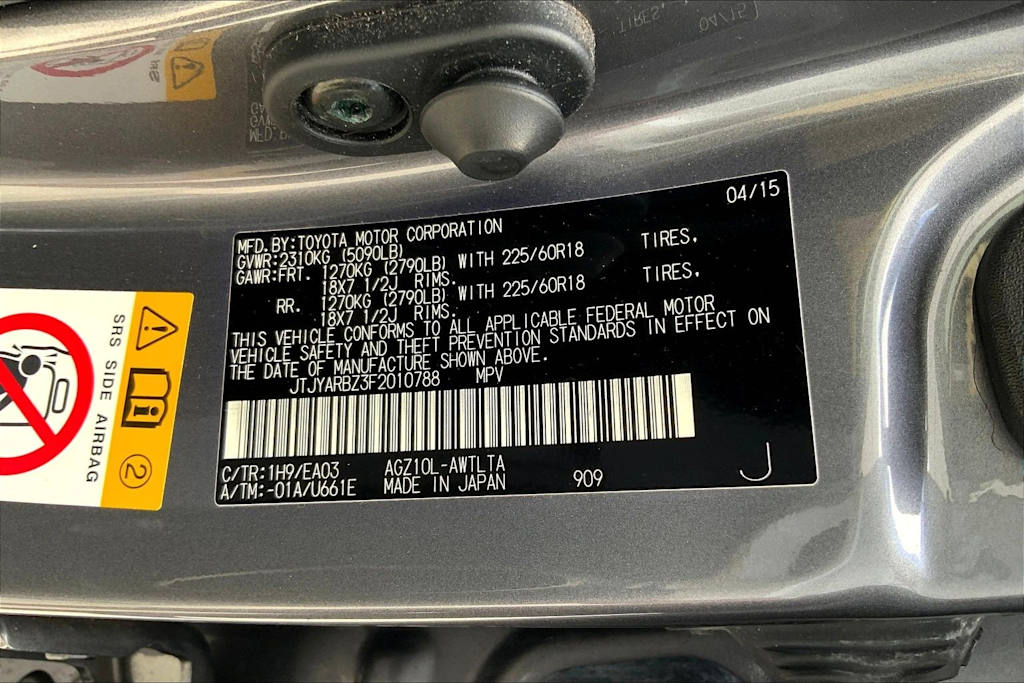 04/15
MFD.BY:TOYOTA MOTOR CORPORATION
GVWR:2310KG (5090LB)
GAWR:FRT. 1270KG (2790LB) WITH 225/60R18 TIRES,
18X7 1/2J RIMS.
RR. 1270KG (2790LB) WITH 225/60R18 TIRES,
18X7 1/2J RIMS.
THIS VEHICLE CONFORMS TO ALL APPLICABLE FEDERAL MOTOR
VEHICLE SAFETY AND THEFT PREVENTION STANDARDS IN EFFECT ON
THE DATE OF MANUFACTURE SHOWN ABOVE.
JTJYARBZ3F2010788 MPV
C/TR:1H9/EA03 AGZ10L-AWTLTA
A/TM:-01A/U661E MADE IN JAPAN 909
J
SRS SIDE AIRBAG
2